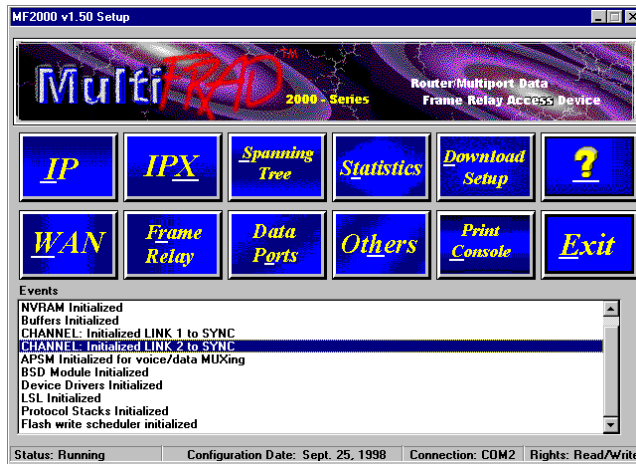 MF2000 v1.50 Setup
MultiFRAD TM
2000 - Series
Router/Multiport Data
Frame Relay Access Device
IP
IPX
Spanning
Tree
Statistics
Download
Setup
?
WAN
Frame
Relay
Data
Ports
Others
Print
Console
Exit
Events
NVRAM Initialized
Buffers Initialized
CHANNEL: Initialized LINK 1 to SYNC
CHANNEL: Initialized LINK 2 to SYNC
APSM Initialized for voice/data MUXing
BSD Module Initialized
Device Drivers Initialized
LSL Initialized
Protocol Stacks Initialized
Flash write scheduler initialized
Status: Running
Configuration Date: Sept. 25, 1998
Connection: COM2
Rights: Read/Write